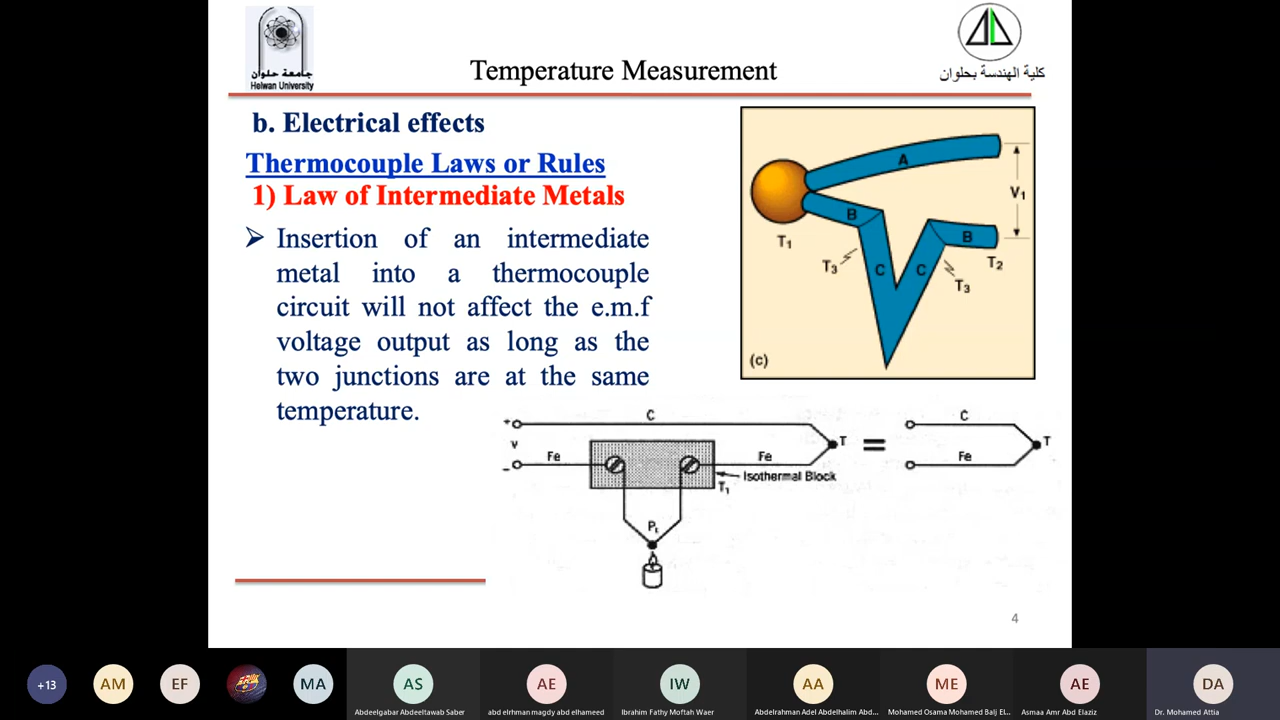 جامعة حلوان
Helwan University
Temperature Measurement
كلية الهندسة بحلوان
b. Electrical effects
Thermocouple Laws or Rules
1) Law of Intermediate Metals
➢ Insertion of an intermediate
metal into a thermocouple
circuit will not affect the e.m.f
voltage output as long as the
two junctions are at the same
temperature.
A
B
B
C
C
V1
T1
T2
T3
T3
(c)
+
C
V
Fe
Fe
T
=
C
Fe
T
-
Isothermal Block
T1
Pt
4
+13
AM
EF
MA
AS
AE
IW
AA
ME
AE
DA
Abdeelgabar Abdeeltawab Saber
abd elrhman magdy abd elhameed
Ibrahim Fathy Moftah Waer
Abdelrahman Adel Abdelhalim Abd...
Mohamed Osama Mohamed Balj El...
Asmaa Amr Abd Elaziz
Dr. Mohamed Attia